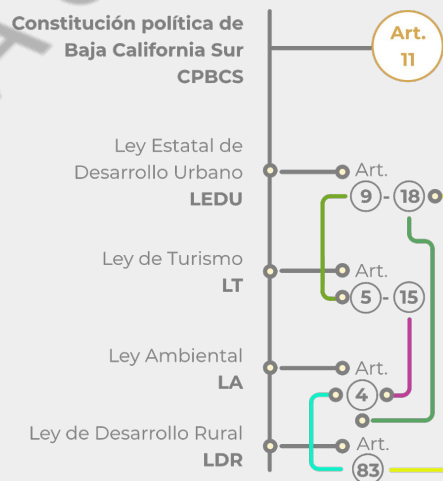 Constitución política de
Baja California Sur
CPBCS
Art.
11
Ley Estatal de
Desarrollo Urbano
LEDU
Art.
9 - 18
Ley de Turismo
LT
Art.
5 - 15
Ley Ambiental
LA
Art.
4
Ley de Desarrollo Rural
LDR
Art.
83